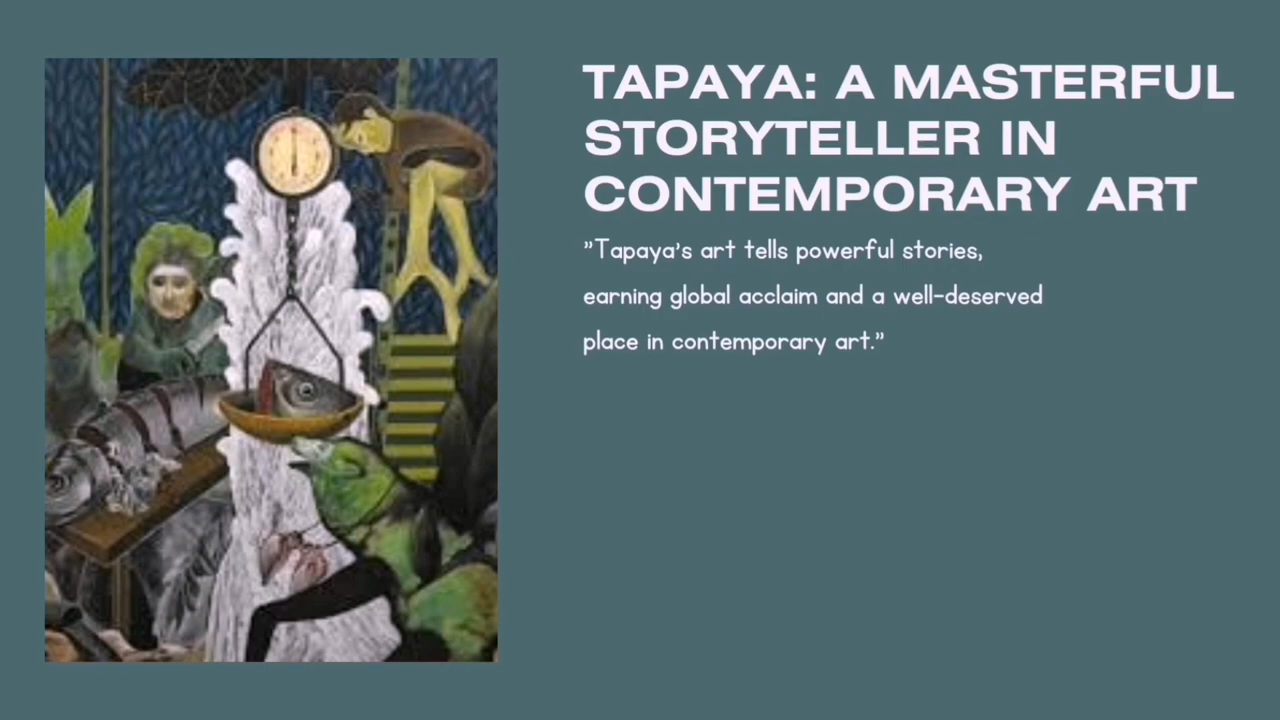 TAPAYA: A MASTERFUL
STORYTELLER IN
CONTEMPORARY ART
"Tapaya's art tells powerful stories,
earning global acclaim and a well-deserved
place in contemporary art."